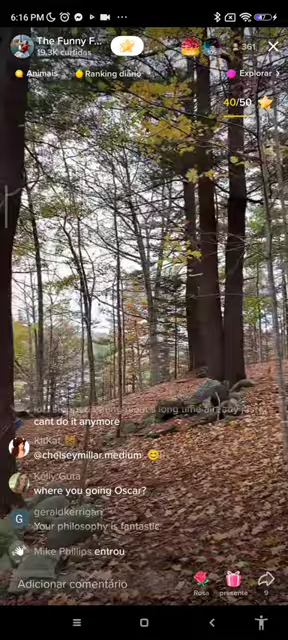 6:16 PM
47
The Funny F...
19.3K curtidas
361
Animais
Ranking diário
Explorar
40/50
cant do it anymore
KitKat
@chelseymillar.medium
Kelly Guta
where you going Oscar?
G
geraldkerrigan
Your philosophy is fantastic
Mike Phillips entrou
Adicionar comentário
Rosa
presente
9